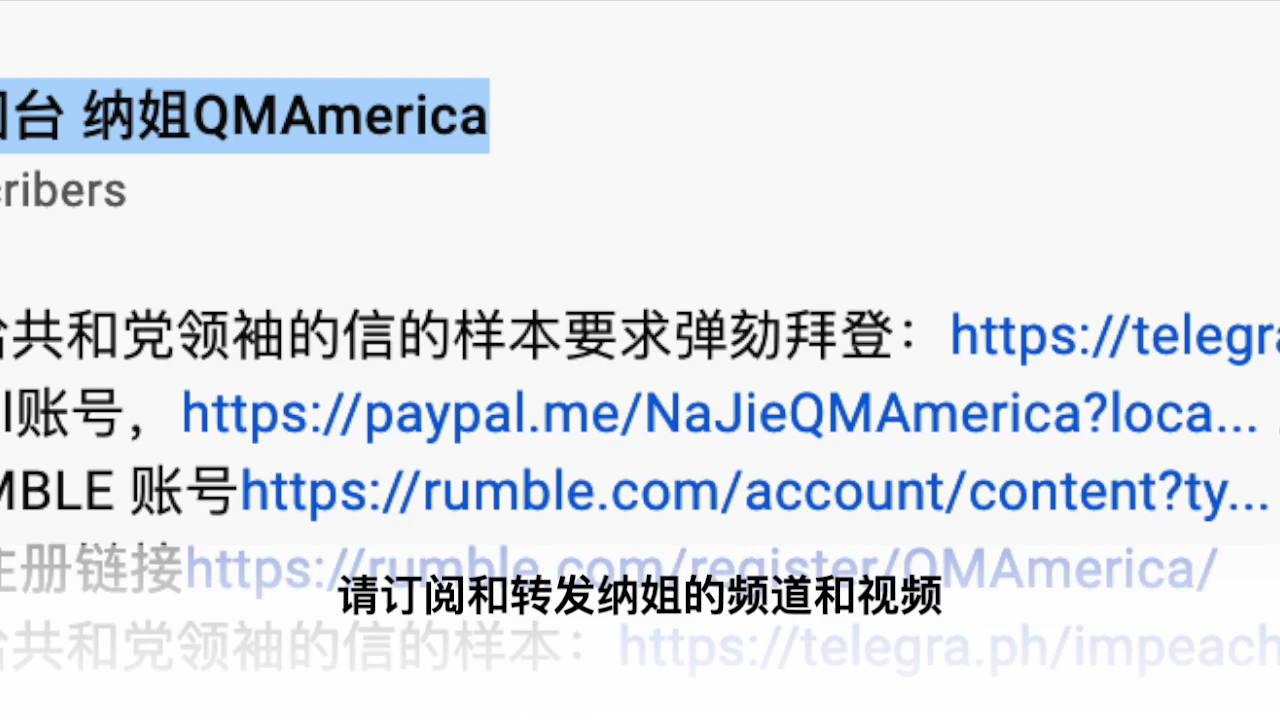 台 纳姐QMAmerica
ribers
共和党领袖的信的样本要求弹劾拜登：https://telegra
l账号，https://paypal.me/NaJieQMAmerica?loca...
MBLE 账号https://rumble.com/account/content?ty...
注册链接https://rumble.com/register/QMAmerica/
请订阅和转发纳姐的频道和视频
共和党领袖的信的样本：https://telegra.ph/impeach